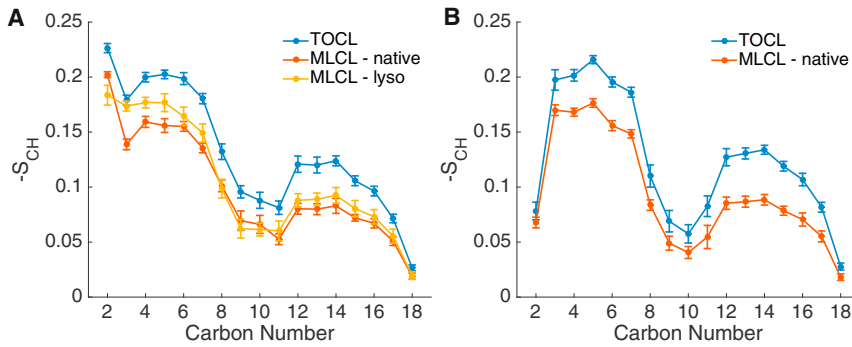 A
0.25
0.2
0.15
0.1
0.05
0
-S_CH
2 4 6 8 10 12 14 16 18
Carbon Number
TOCL
MLCL - native
MLCL - lyso
B
0.25
0.2
0.15
0.1
0.05
0
-S_CH
2 4 6 8 10 12 14 16 18
Carbon Number
TOCL
MLCL - native